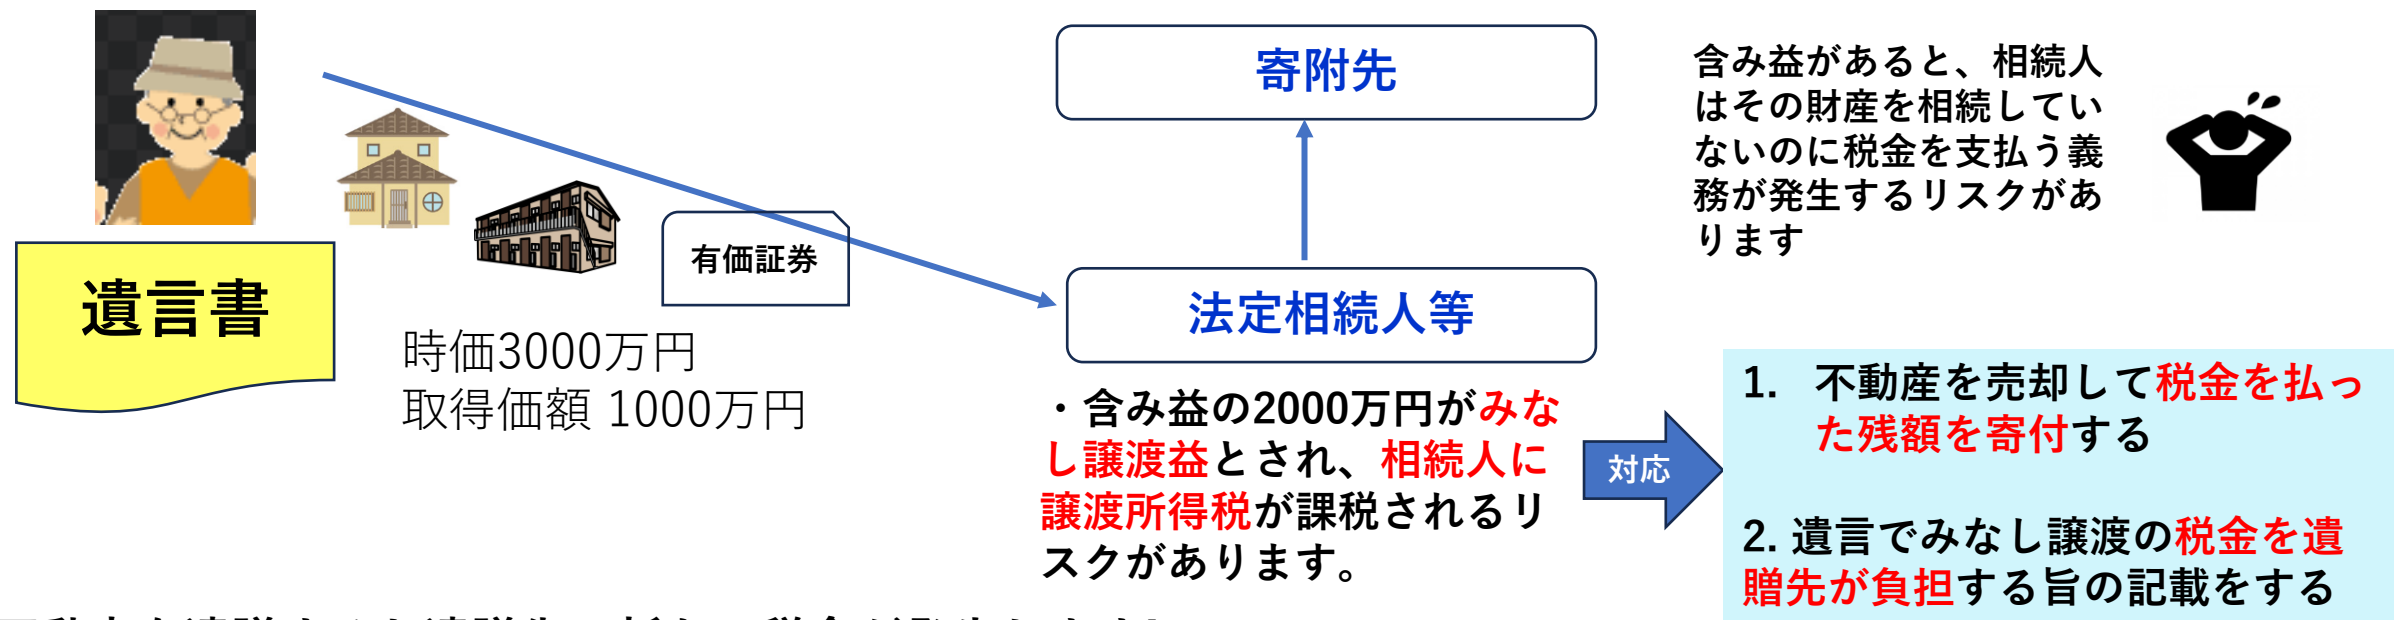 遺言書
有価証券
時価3000万円
取得価額 1000万円
寄附先
法定相続人等
・含み益の2000万円がみな
し譲渡益とされ、相続人に
譲渡所得税が課税されるリ
スクがあります。
含み益があると、相続人
はその財産を相続してい
ないのに税金を支払う義
務が発生するリスクがあ
ります
対応
1. 不動産を売却して税金を払っ
た残額を寄付する
2. 遺言でみなし譲渡の税金を遺
贈先が負担する旨の記載をする